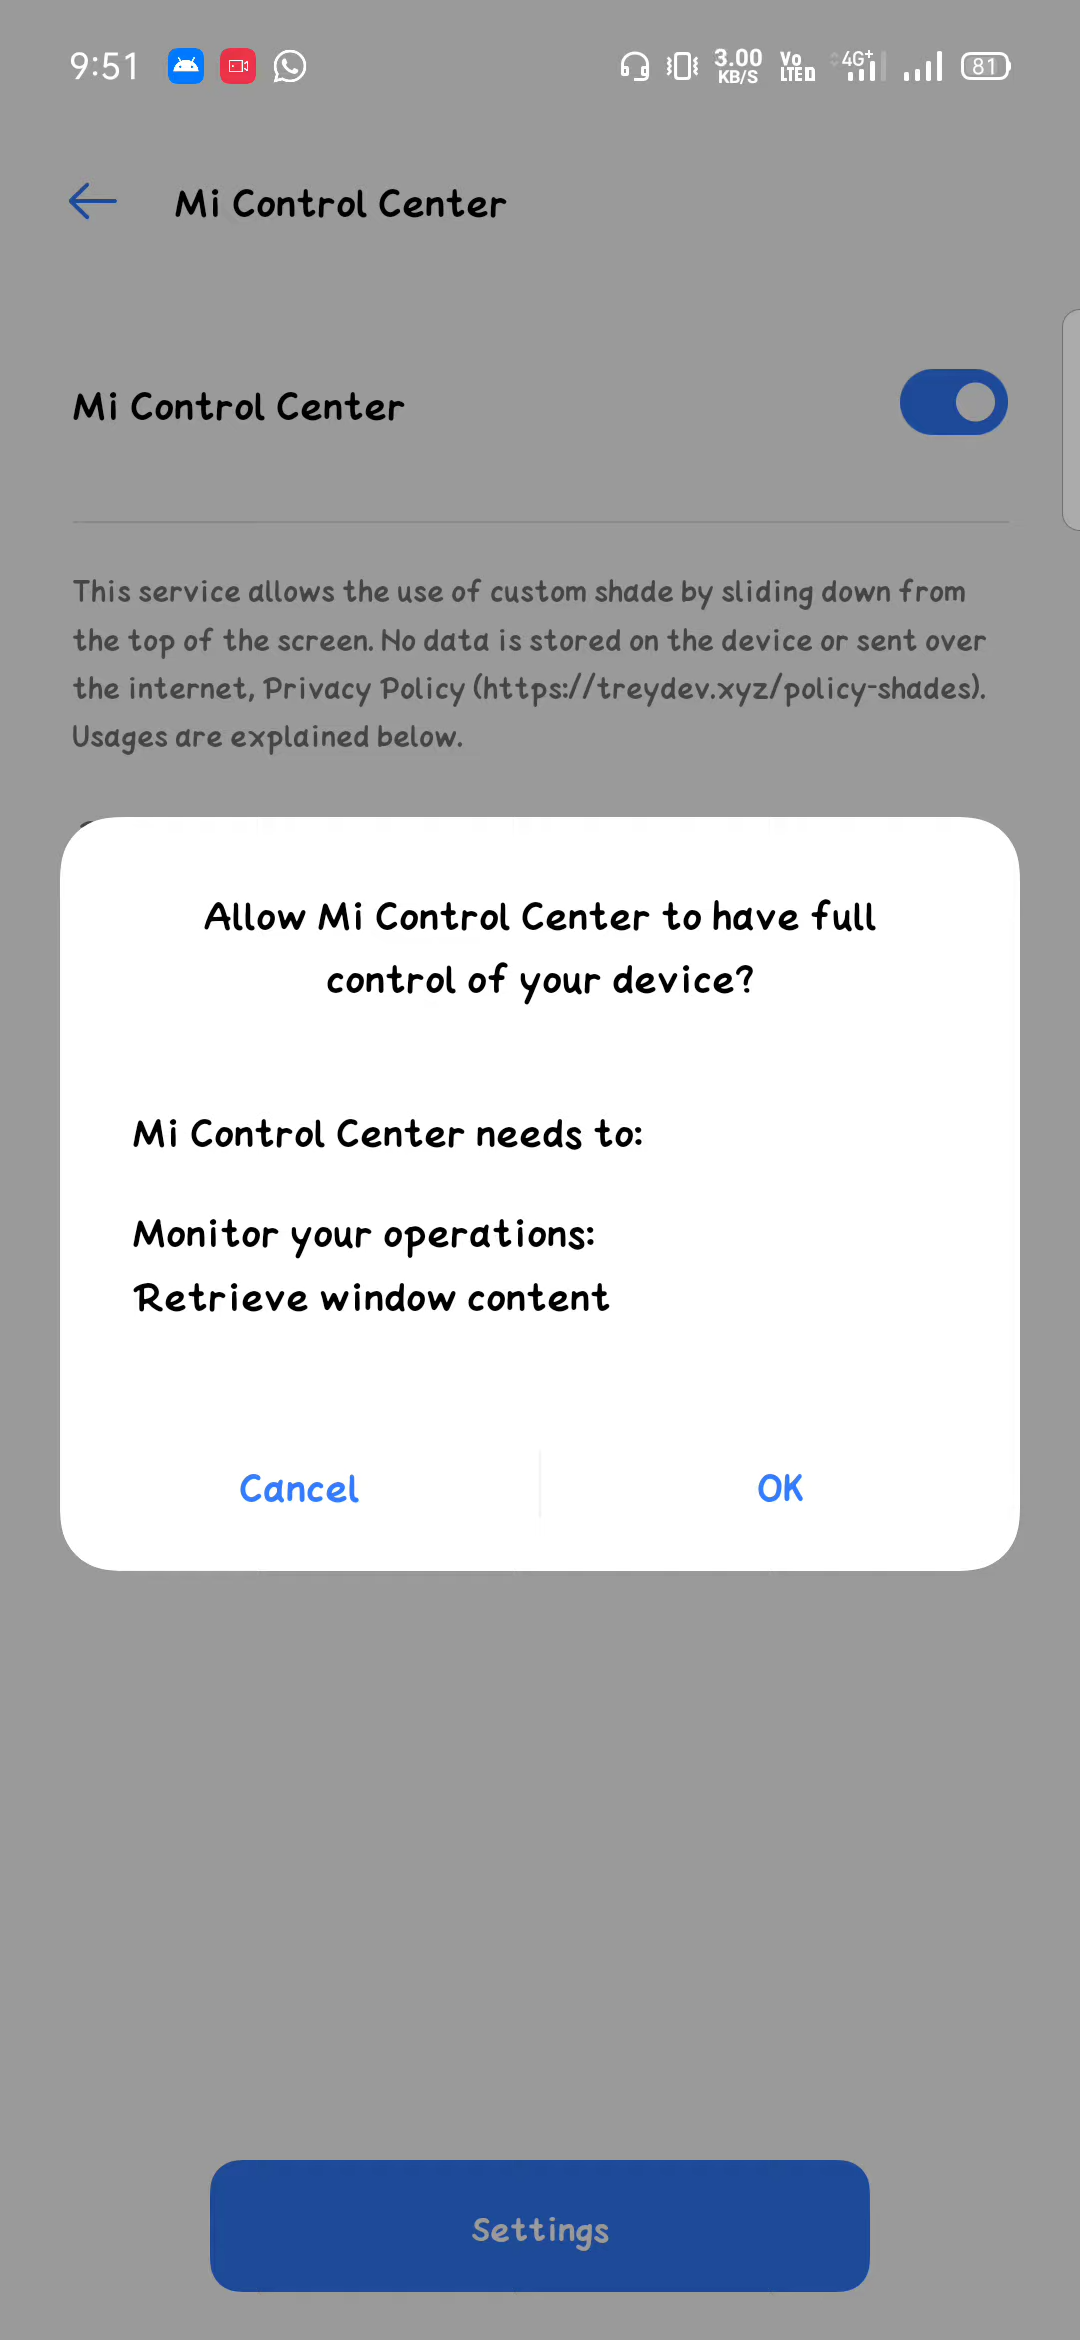 9:51
3.00
KB/S
Vo
LTE D
4G+
81
Mi Control Center
Mi Control Center
This service allows the use of custom shade by sliding down from
the top of the screen. No data is stored on the device or sent over
the internet, Privacy Policy (https://treydev.xyz/policy-shades).
Usages are explained below.
Allow Mi Control Center to have full
control of your device?
Mi Control Center needs to:
Monitor your operations:
Retrieve window content
Cancel
OK
Settings